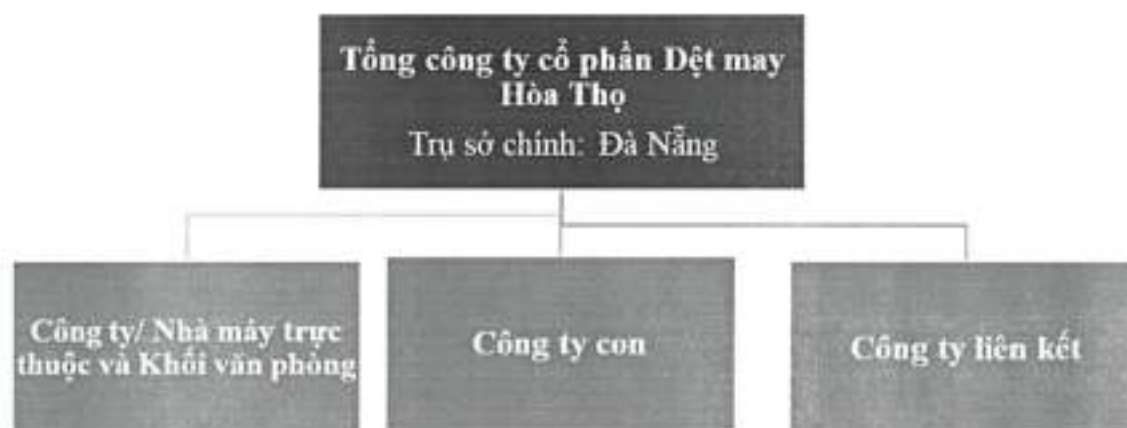 Tổng công ty cổ phần Dệt may
Hòa Thọ
Trụ sở chính: Đà Nẵng
Công ty/ Nhà máy trực
thuộc và Khối văn phòng
Công ty con
Công ty liên kết